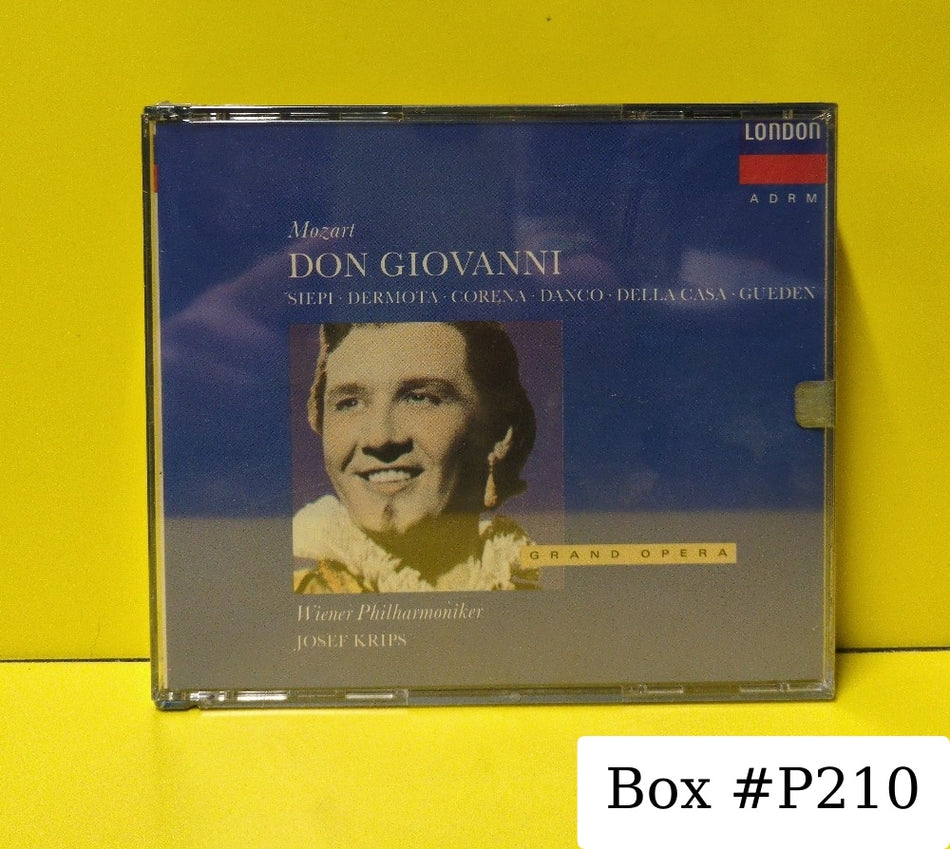 LONDON
A D R M
Mozart
DON GIOVANNI
SIEPI · DERMOTA · CORENA · DANCO · DELLA CASA · GUEDEN
GRAND OPERA
Wiener Philharmoniker
JOSEF KRIPS
Box #P210